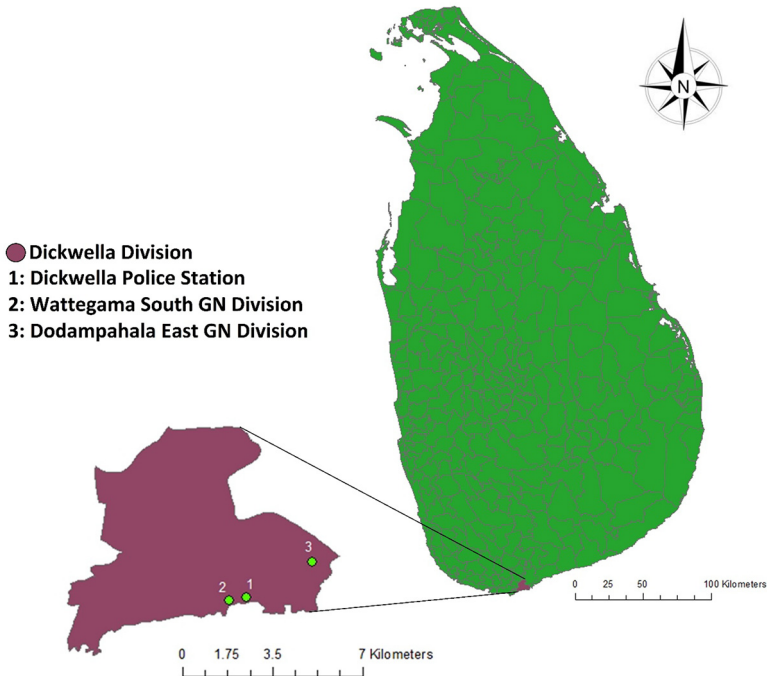 N
Dickwella Division
1: Dickwella Police Station
2: Wattegama South GN Division
3: Dodampahala East GN Division
3
2 1
0 25 50 100 Kilometers
0 1.75 3.5 7 Kilometers